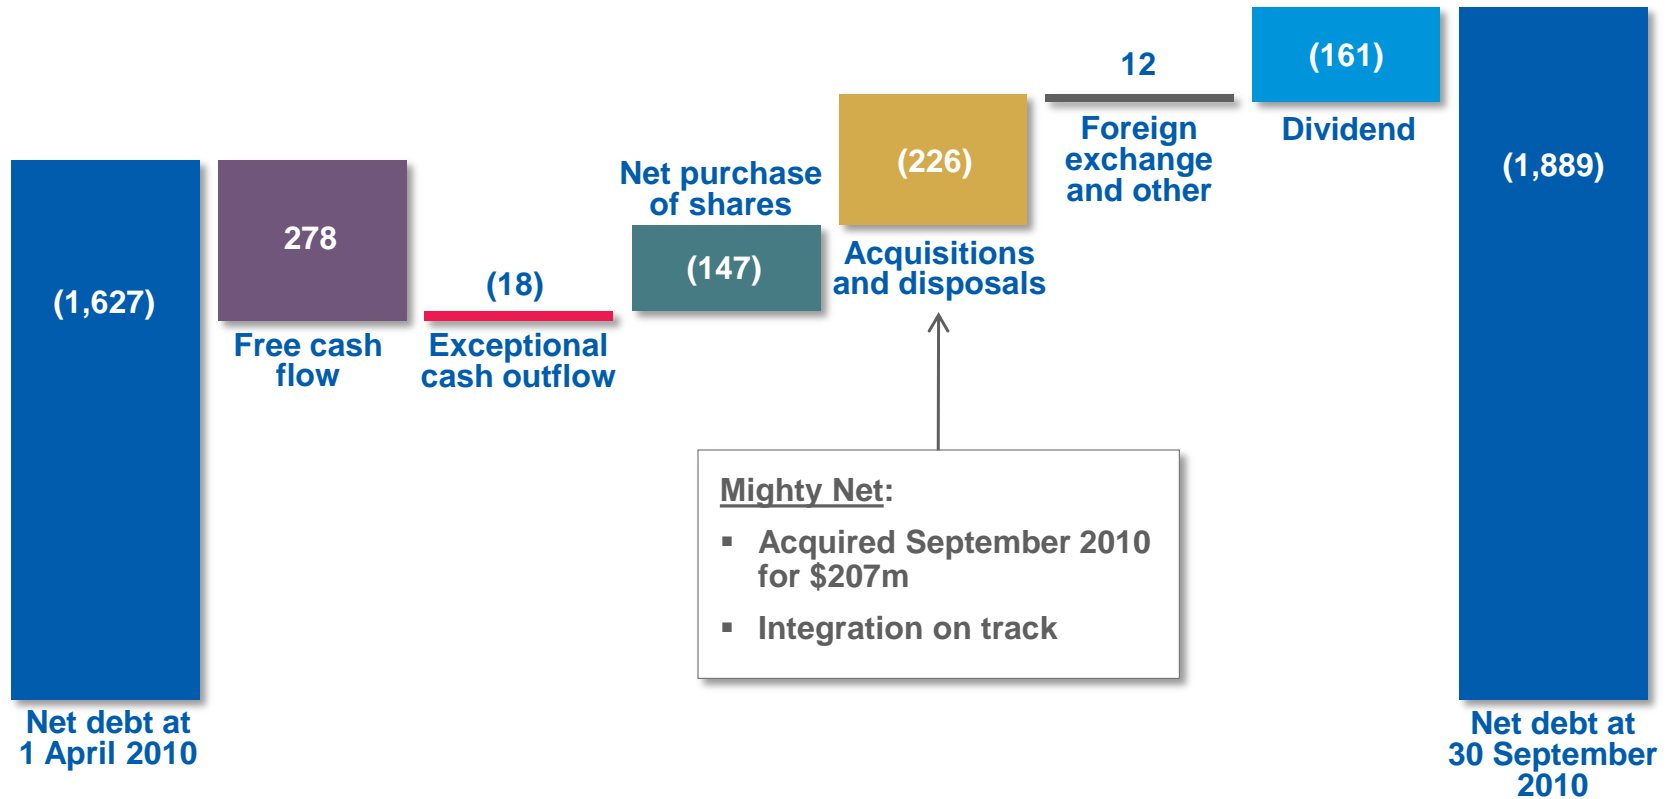 (1,627)
Net debt at
1 April 2010
278
Free cash
flow
(18)
Exceptional
cash outflow
Net purchase
of shares
(147)
(226)
Acquisitions
and disposals
12
Foreign
exchange
and other
(161)
Dividend
(1,889)
Net debt at
30 September
2010
Mighty Net:
▪ Acquired September 2010
for $207m
▪ Integration on track